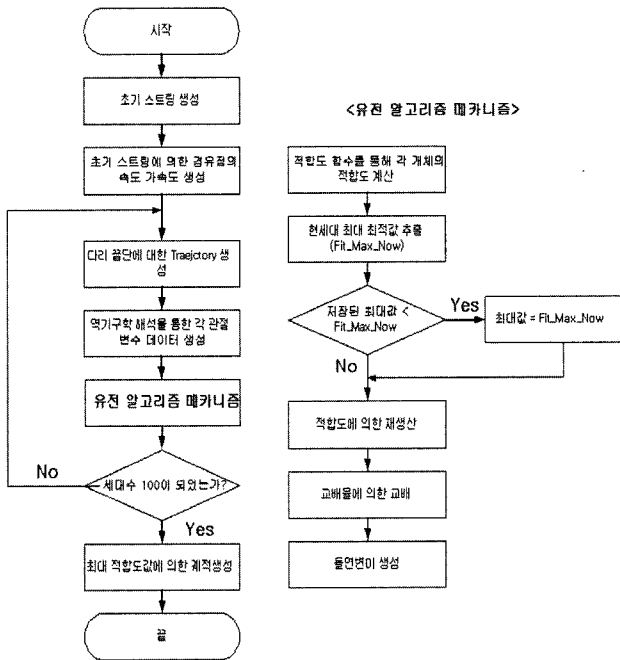 시작
초기 스트링 생성
초기 스트링에 의한 경유점의
속도 가속도 생성
다리 끝단에 대한 Traejctory 생
성
역기구학 해석을 통한 각 관절
변수 데이터 생성
유전 알고리즘 메카니즘
No
세대수 100이 되었는가?
Yes
최대 적합도값에 의한 궤적생성
끝
<유전 알고리즘 메카니즘>
적합도 함수를 통해 각 개체의
적합도 계산
현세대 최대 최적값 추출
(Fit_Max_Now)
저장된 최대값 <
Fit_Max_Now
Yes
최대값 = Fit_Max_Now
No
적합도에 의한 재생산
교배율에 의한 교배
돌연변이 생성